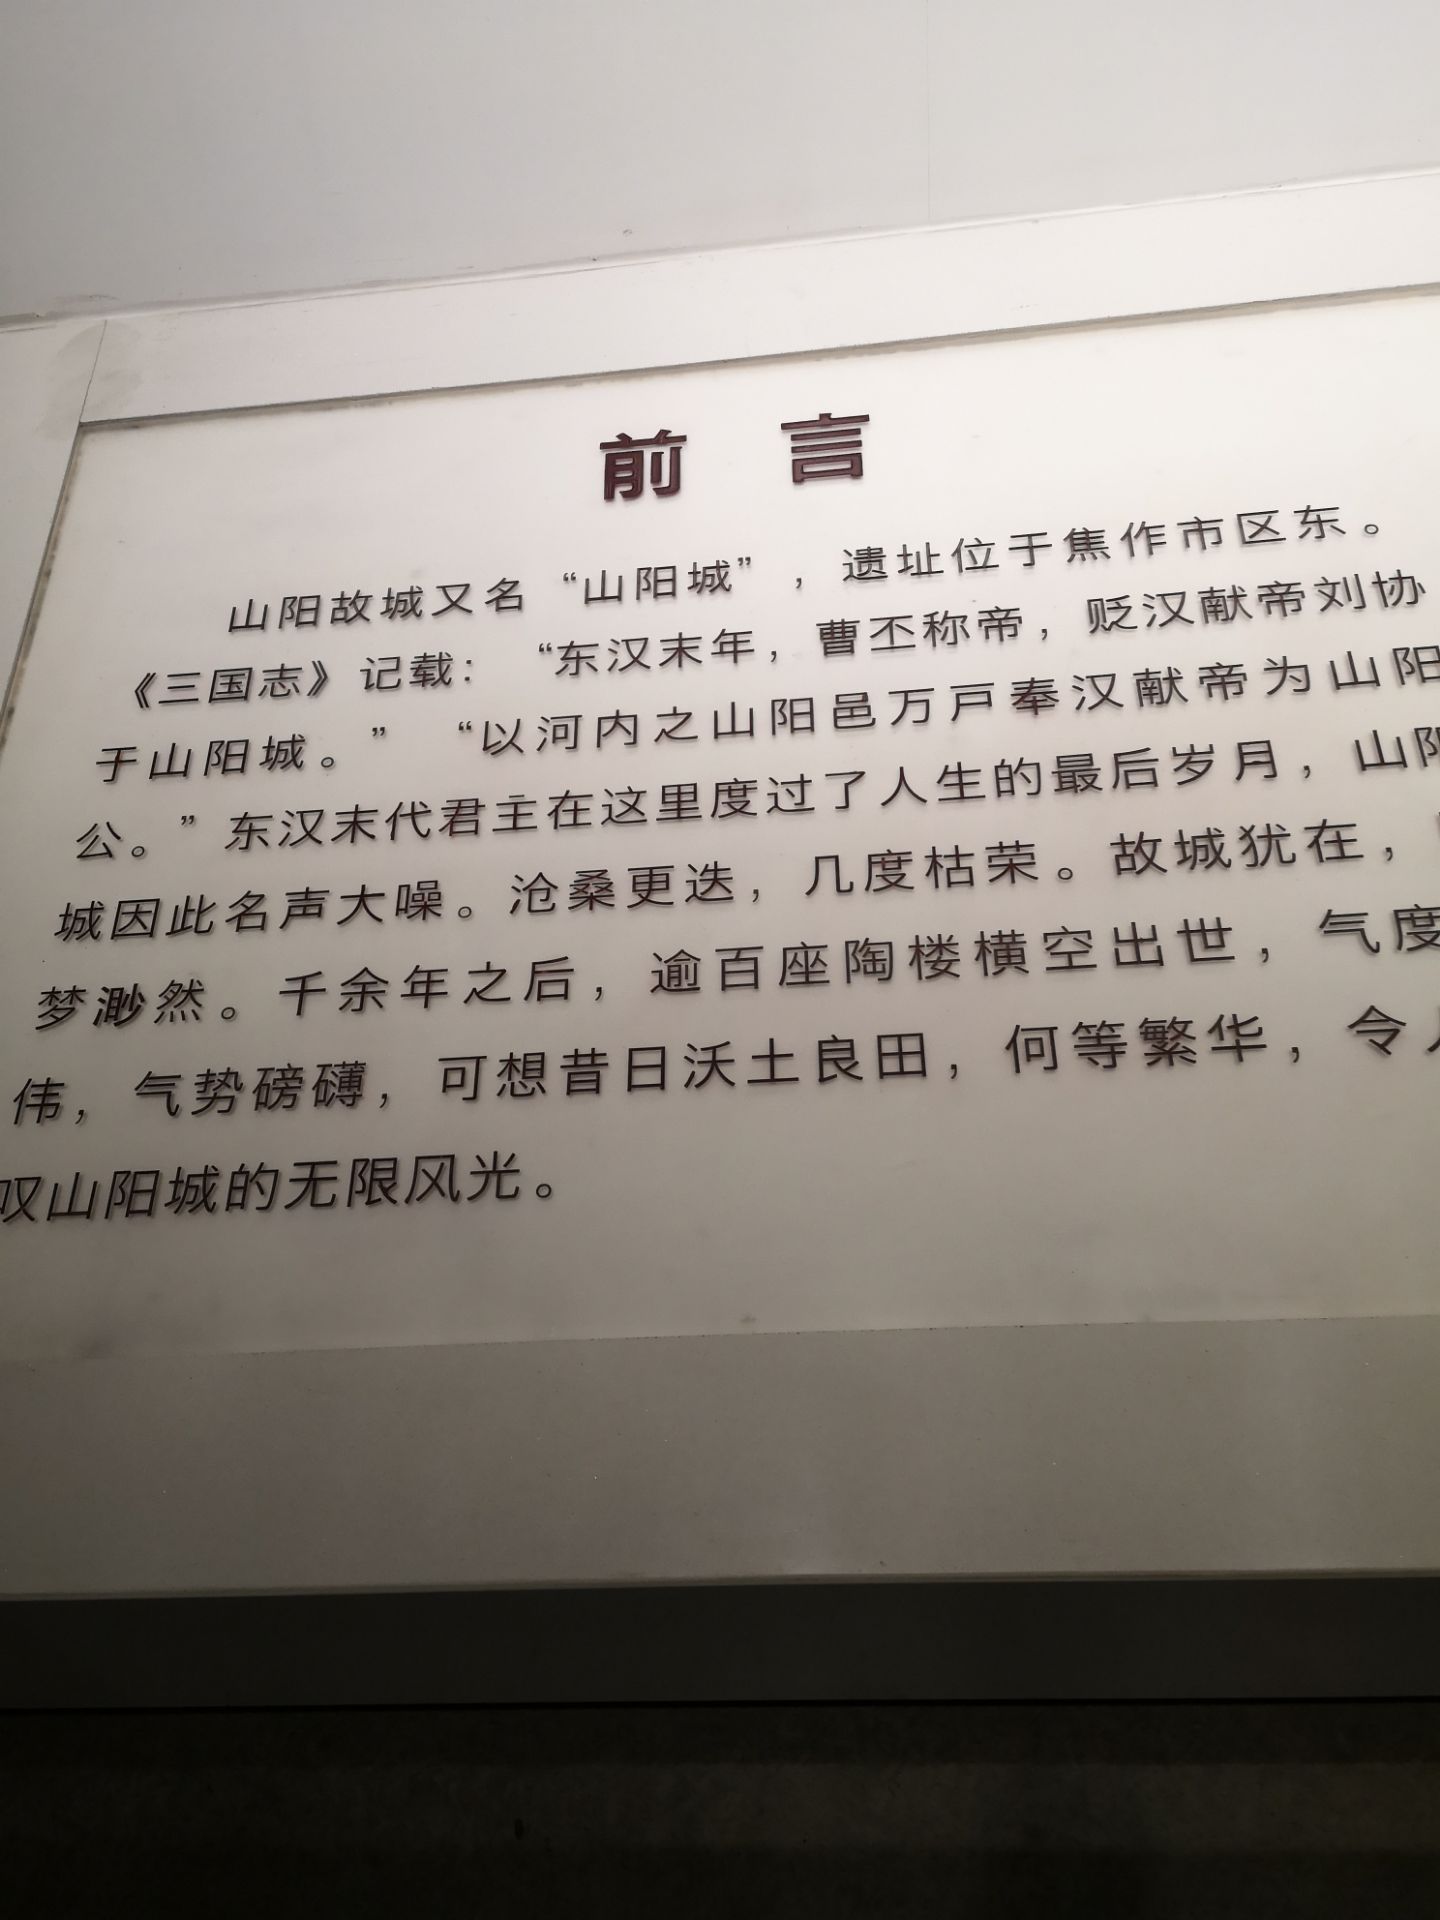 前言
山阳故城又名“山阳城”，遗址位于焦作市区东。
《三国志》记载：“东汉末年，曹丕称帝，贬汉献帝刘协
于山阳城。”“以河内之山阳邑万戸奉汉献帝为山阳
公。”东汉末代君主在这里度过了人生的最后岁月，山阳
城因此名声大噪。沧桑更迭，几度枯荣。故城犹在，
梦渺然。千余年之后，逾百座陶楼横空出世，气度
伟，气势磅礴，可想昔日沃土良田，何等繁华，令
叹山阳城的无限风光。